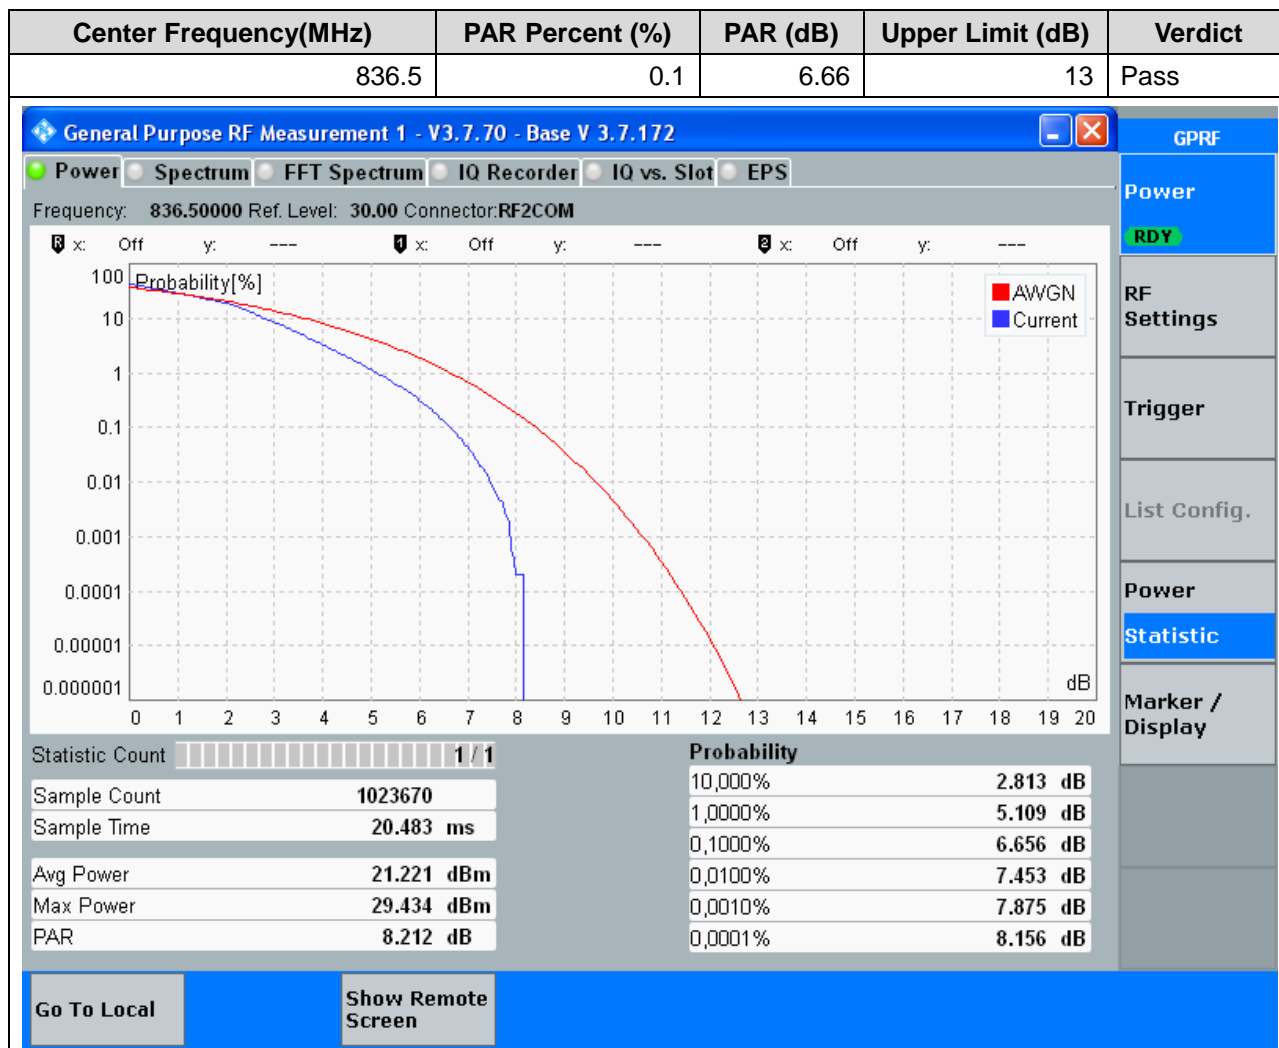 Center Frequency(MHz) PAR Percent (%) PAR (dB) Upper Limit (dB) Verdict
836.5 0.1 6.66 13 Pass
General Purpose RF Measurement 1 - V3.7.70 - Base V 3.7.172
GPRF
Power Spectrum FFT Spectrum IQ Recorder IQ vs. Slot EPS
Frequency: 836.50000 Ref. Level: 30.00 Connector:RF2COM
R x: Off y: --- 1 x: Off y: --- 2 x: Off y: ---
Probability[%]
AWGN
Current
100
10
1
0.1
0.01
0.001
0.0001
0.00001
0.000001
dB
0 1 2 3 4 5 6 7 8 9 10 11 12 13 14 15 16 17 18 19 20
Statistic Count 1 / 1
Sample Count 1023670
Sample Time 20.483 ms
Avg Power 21.221 dBm
Max Power 29.434 dBm
PAR 8.212 dB
Probability
10,000% 2.813 dB
1,0000% 5.109 dB
0,1000% 6.656 dB
0,0100% 7.453 dB
0,0010% 7.875 dB
0,0001% 8.156 dB
Power
RDY
RF
Settings
Trigger
List Config.
Power
Statistic
Marker /
Display
Go To Local
Show Remote
Screen